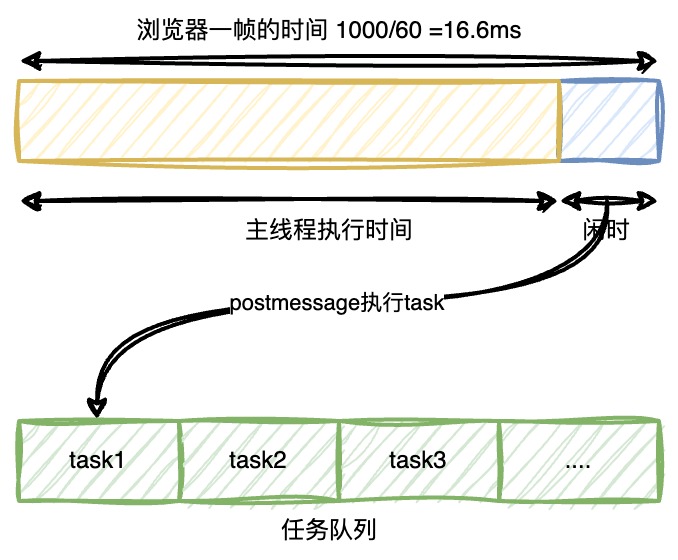 浏览器一帧的时间 1000/60 =16.6ms
主线程执行时间
闲时
postmessage执行task
task1
task2
task3
....
任务队列